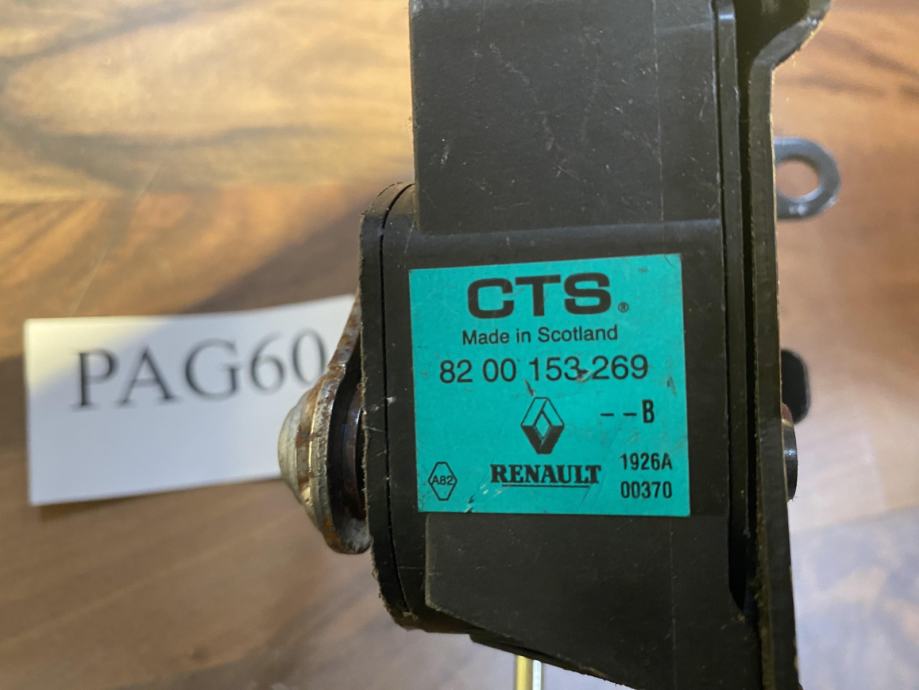 CTS®
Made in Scotland
82 00 153-269
--B
RENAULT
1926A
A82
00370
PAG60